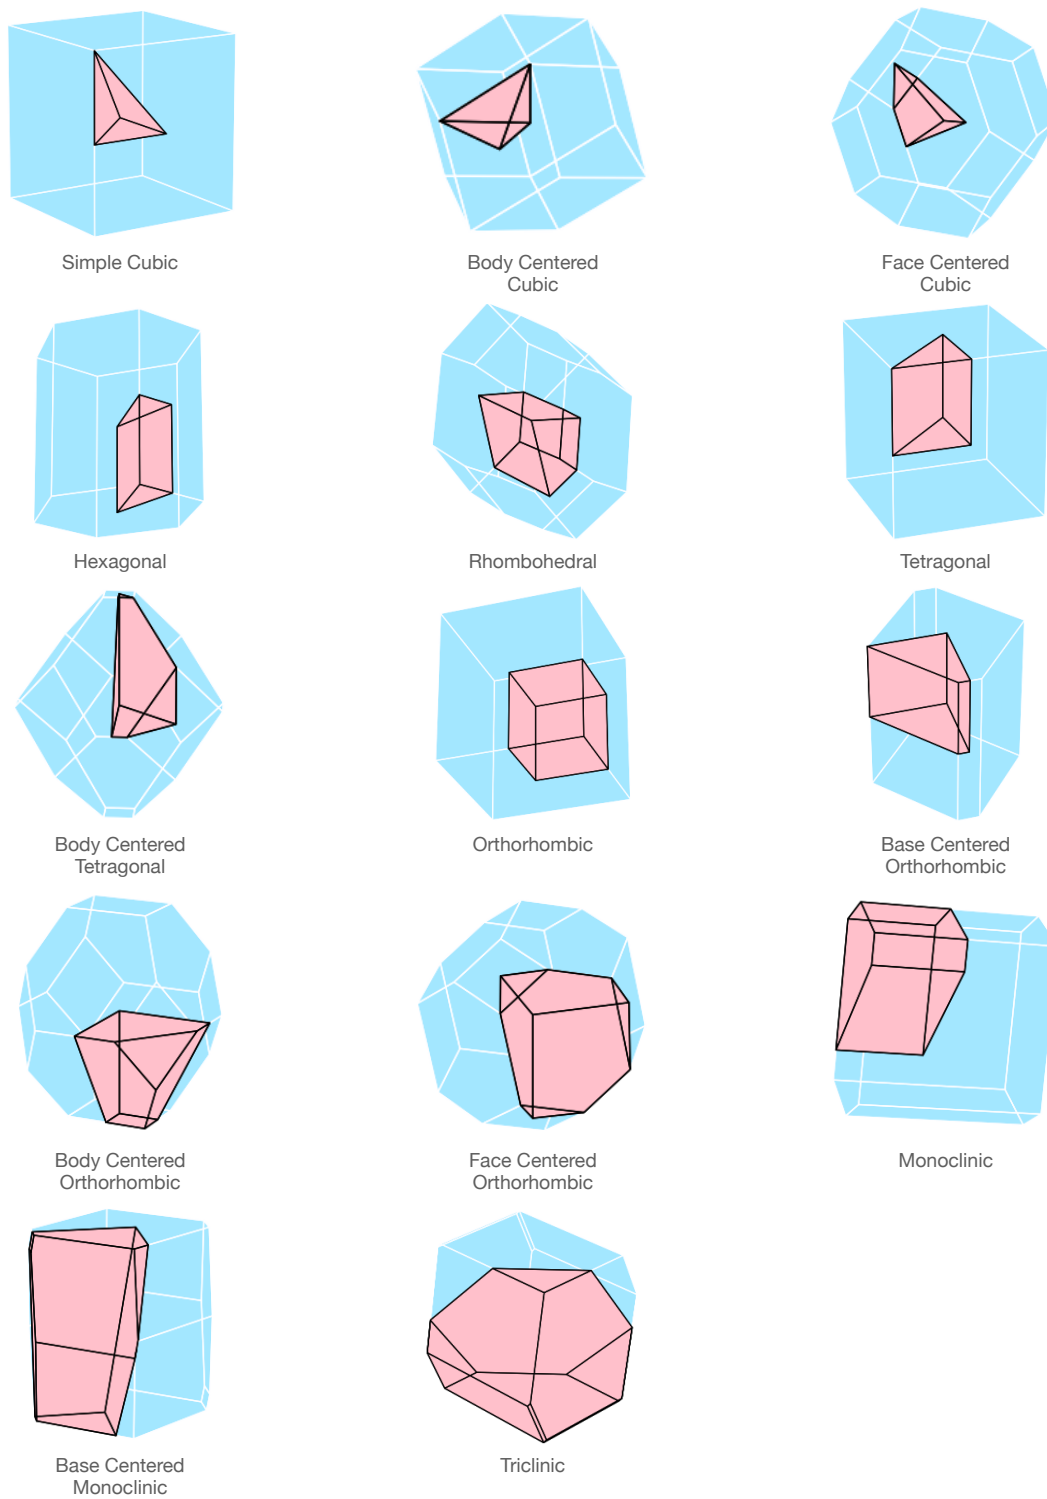 Simple Cubic
Body Centered
Cubic
Face Centered
Cubic
Hexagonal
Rhombohedral
Tetragonal
Body Centered
Tetragonal
Orthorhombic
Base Centered
Orthorhombic
Body Centered
Orthorhombic
Face Centered
Orthorhombic
Monoclinic
Base Centered
Monoclinic
Triclinic